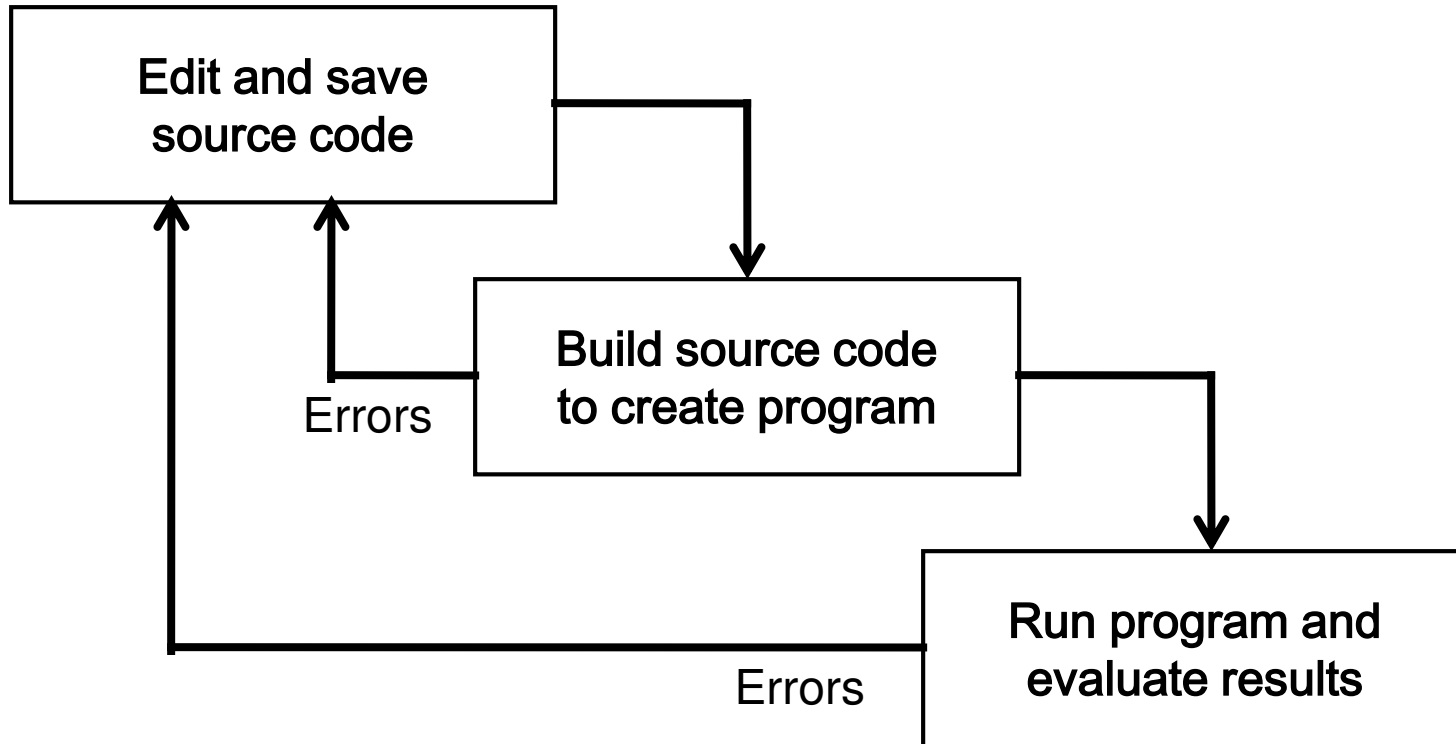 Edit and save
source code
Build source code
to create program
Errors
Run program and
evaluate results
Errors